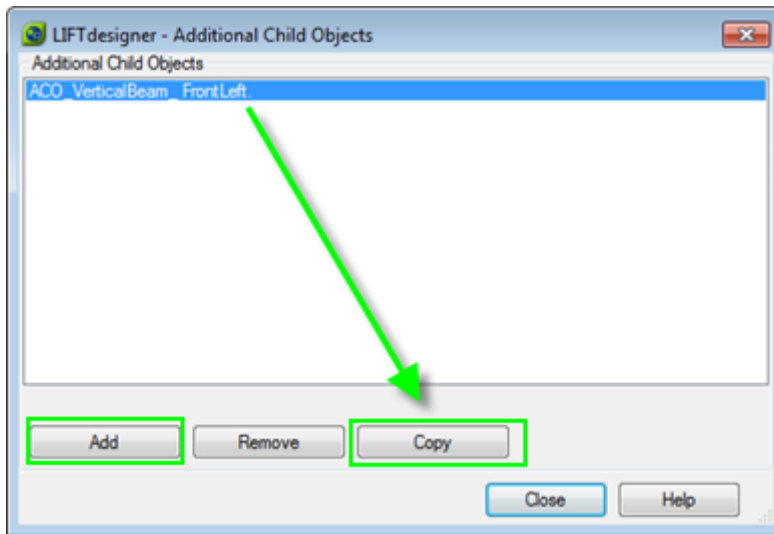 LIFTdesigner - Additional Child Objects
Additional Child Objects
ACO_VerticalBeam_ FrontLeft.
Add Remove Copy
Close Help